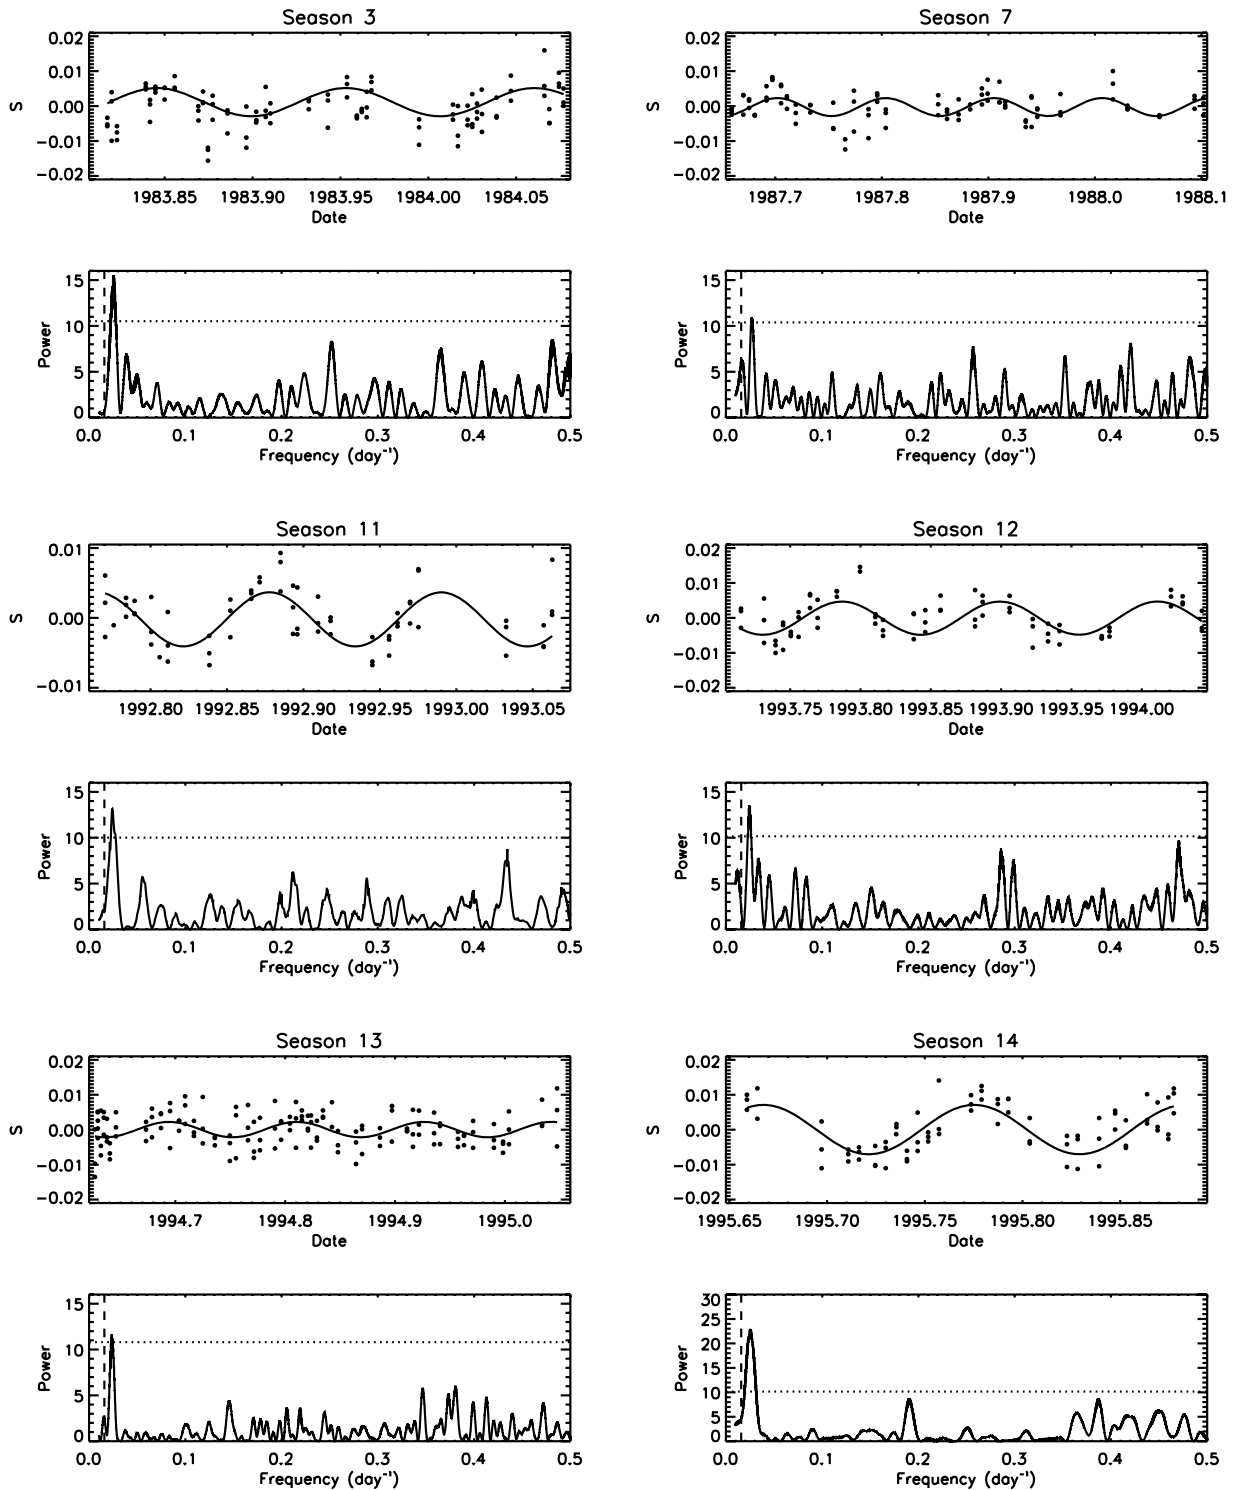 Season 3
0.02
0.01
0.00
−0.01
−0.02
S
1983.85 1983.90 1983.95 1984.00 1984.05
Date
Season 7
0.02
0.01
0.00
−0.01
−0.02
S
1987.7 1987.8 1987.9 1988.0 1988.1
Date
15
10
5
0
Power
0.0 0.1 0.2 0.3 0.4 0.5
Frequency (day⁻¹)
15
10
5
0
Power
0.0 0.1 0.2 0.3 0.4 0.5
Frequency (day⁻¹)
Season 11
0.01
0.00
−0.01
S
1992.80 1992.85 1992.90 1992.95 1993.00 1993.05
Date
Season 12
0.02
0.01
0.00
−0.01
−0.02
S
1993.75 1993.80 1993.85 1993.90 1993.95 1994.00
Date
15
10
5
0
Power
0.0 0.1 0.2 0.3 0.4 0.5
Frequency (day⁻¹)
15
10
5
0
Power
0.0 0.1 0.2 0.3 0.4 0.5
Frequency (day⁻¹)
Season 13
0.02
0.01
0.00
−0.01
−0.02
S
1994.7 1994.8 1994.9 1995.0
Date
Season 14
0.02
0.01
0.00
−0.01
−0.02
S
1995.65 1995.70 1995.75 1995.80 1995.85
Date
15
10
5
0
Power
0.0 0.1 0.2 0.3 0.4 0.5
Frequency (day⁻¹)
30
25
20
15
10
5
0
Power
0.0 0.1 0.2 0.3 0.4 0.5
Frequency (day⁻¹)